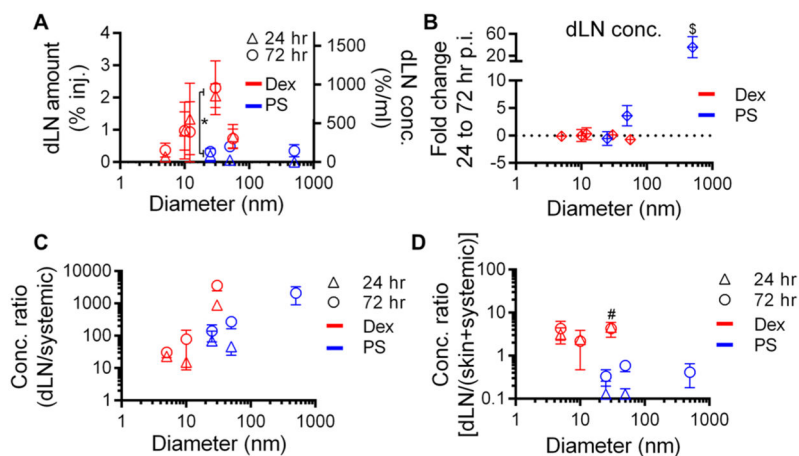 A
dLN amount
(% inj.)
4
3
2
1
0
△ 24 hr
○ 72 hr
Dex
PS
*
1500
1000
500
0
dLN conc.
(%/ml)
1 10 100 1000
Diameter (nm)
B
dLN conc.
$
Fold change
24 to 72 hr p.i.
60
40
20
10
5
0
-5
Dex
PS
1 10 100 1000
Diameter (nm)
C
Conc. ratio
(dLN/systemic)
10000
1000
100
10
1
△ 24 hr
○ 72 hr
Dex
PS
1 10 100 1000
Diameter (nm)
D
Conc. ratio
[dLN/(skin+systemic)]
100
10
1
0.1
#
△ 24 hr
○ 72 hr
Dex
PS
1 10 100 1000
Diameter (nm)